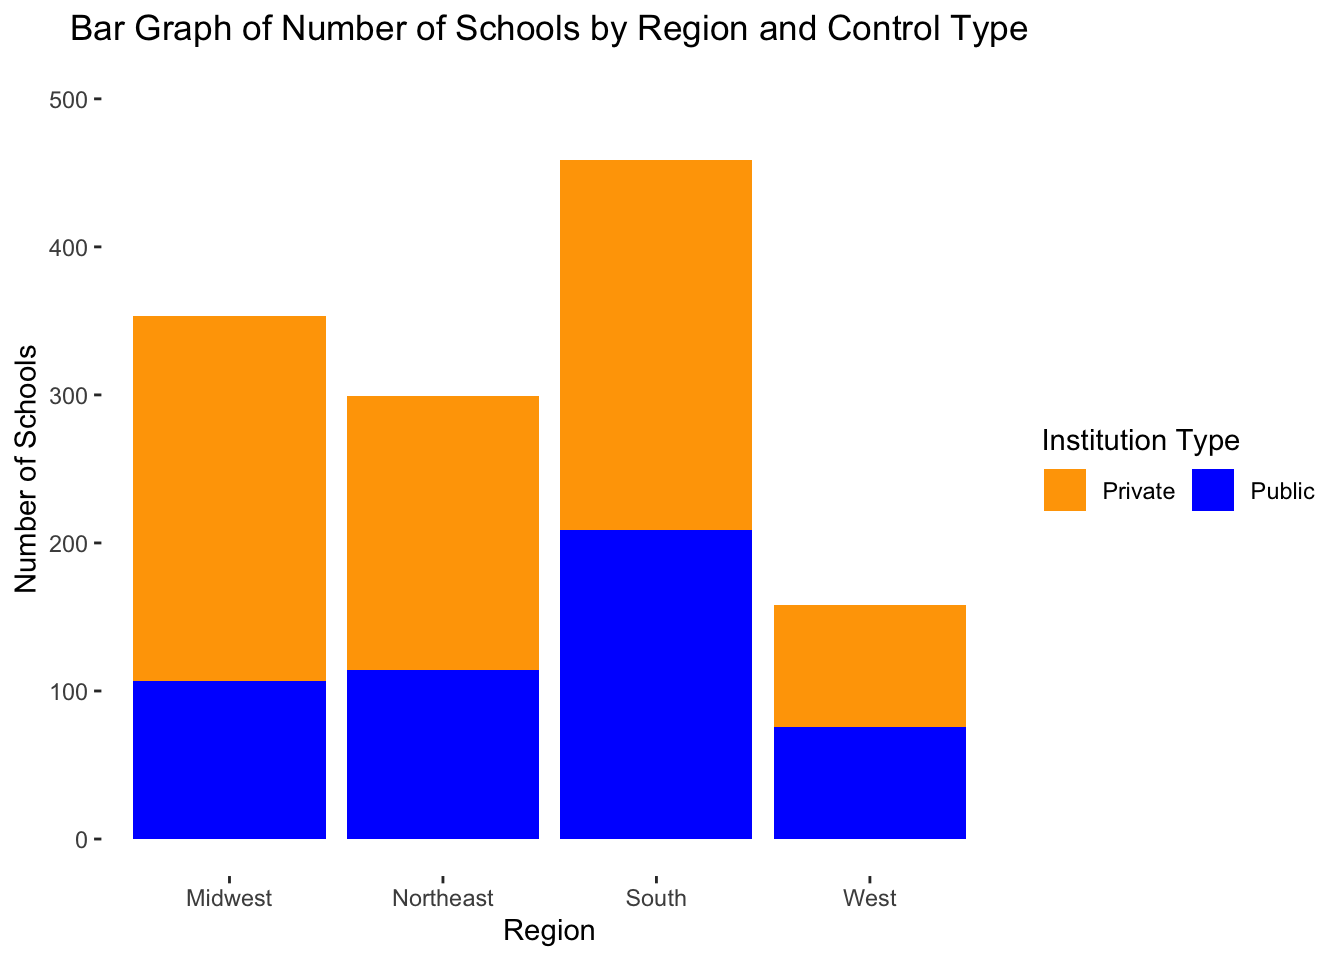 Bar Graph of Number of Schools by Region and Control Type
500
400
300
200
100
0
Number of Schools
Midwest Northeast South West
Region
Institution Type
Private Public